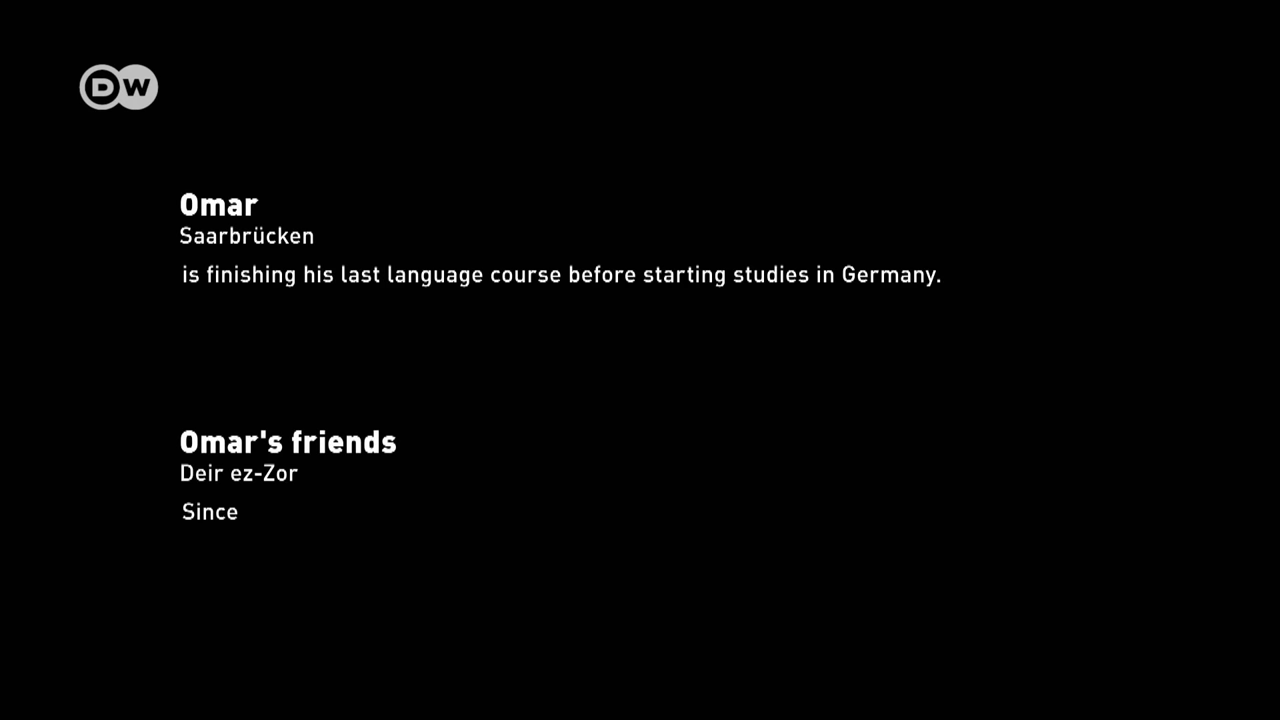 DW
Omar
Saarbrücken
is finishing his last language course before starting studies in Germany.
Omar's friends
Deir ez-Zor
Since